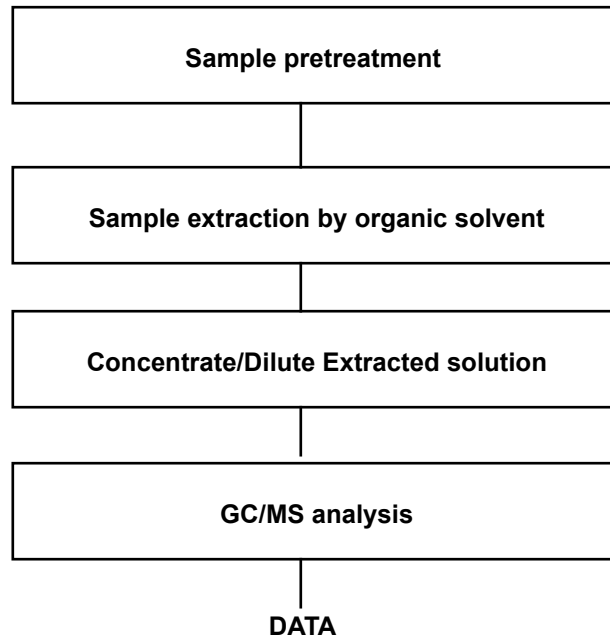 Sample pretreatment
Sample extraction by organic solvent
Concentrate/Dilute Extracted solution
GC/MS analysis
DATA